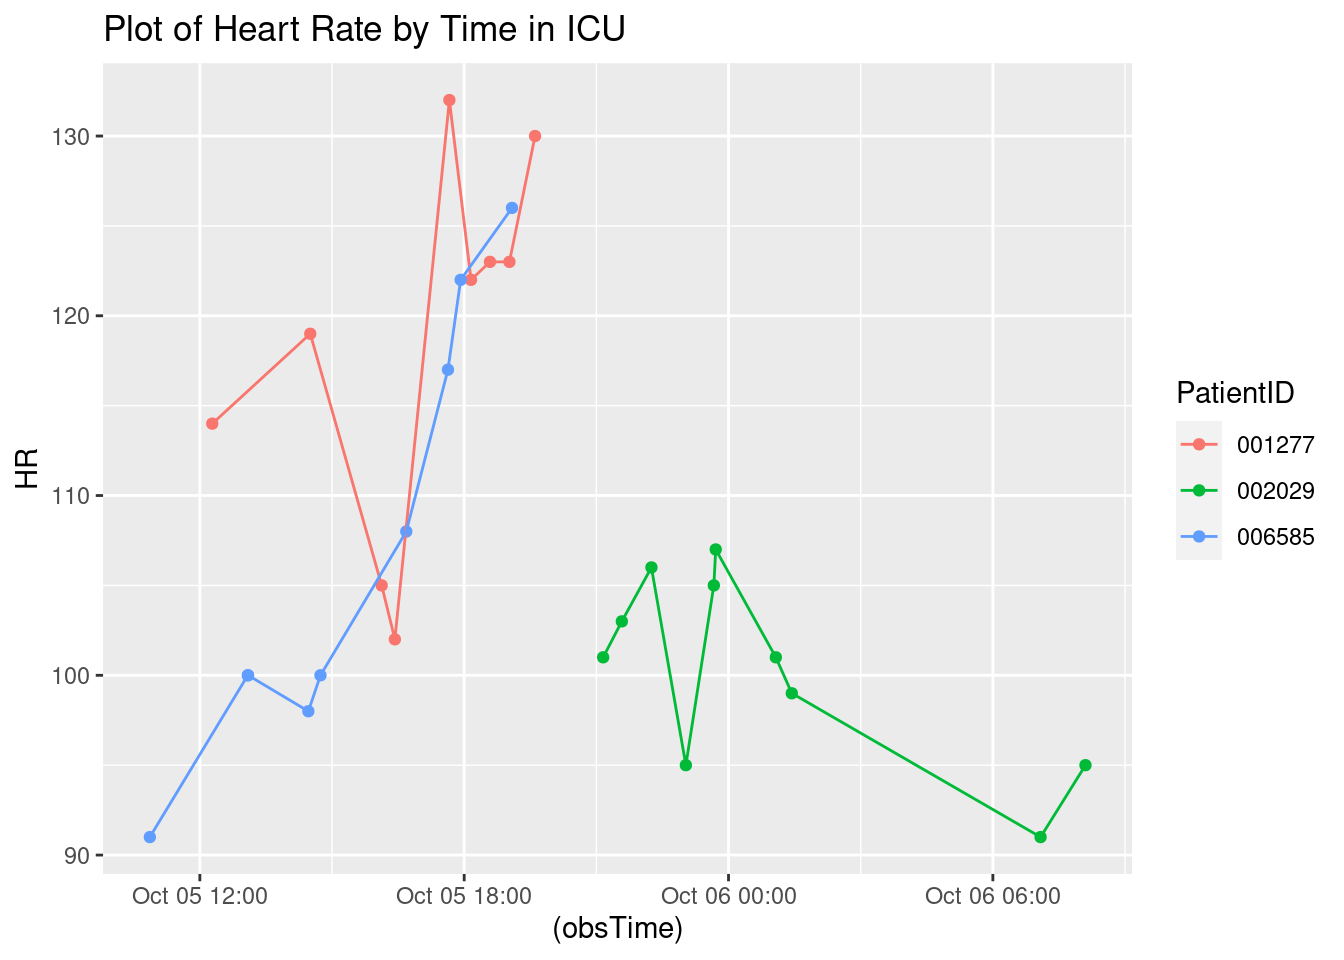 Plot of Heart Rate by Time in ICU
HR
130
120
110
100
90
Oct 05 12:00
Oct 05 18:00
Oct 06 00:00
Oct 06 06:00
(obsTime)
PatientID
001277
002029
006585